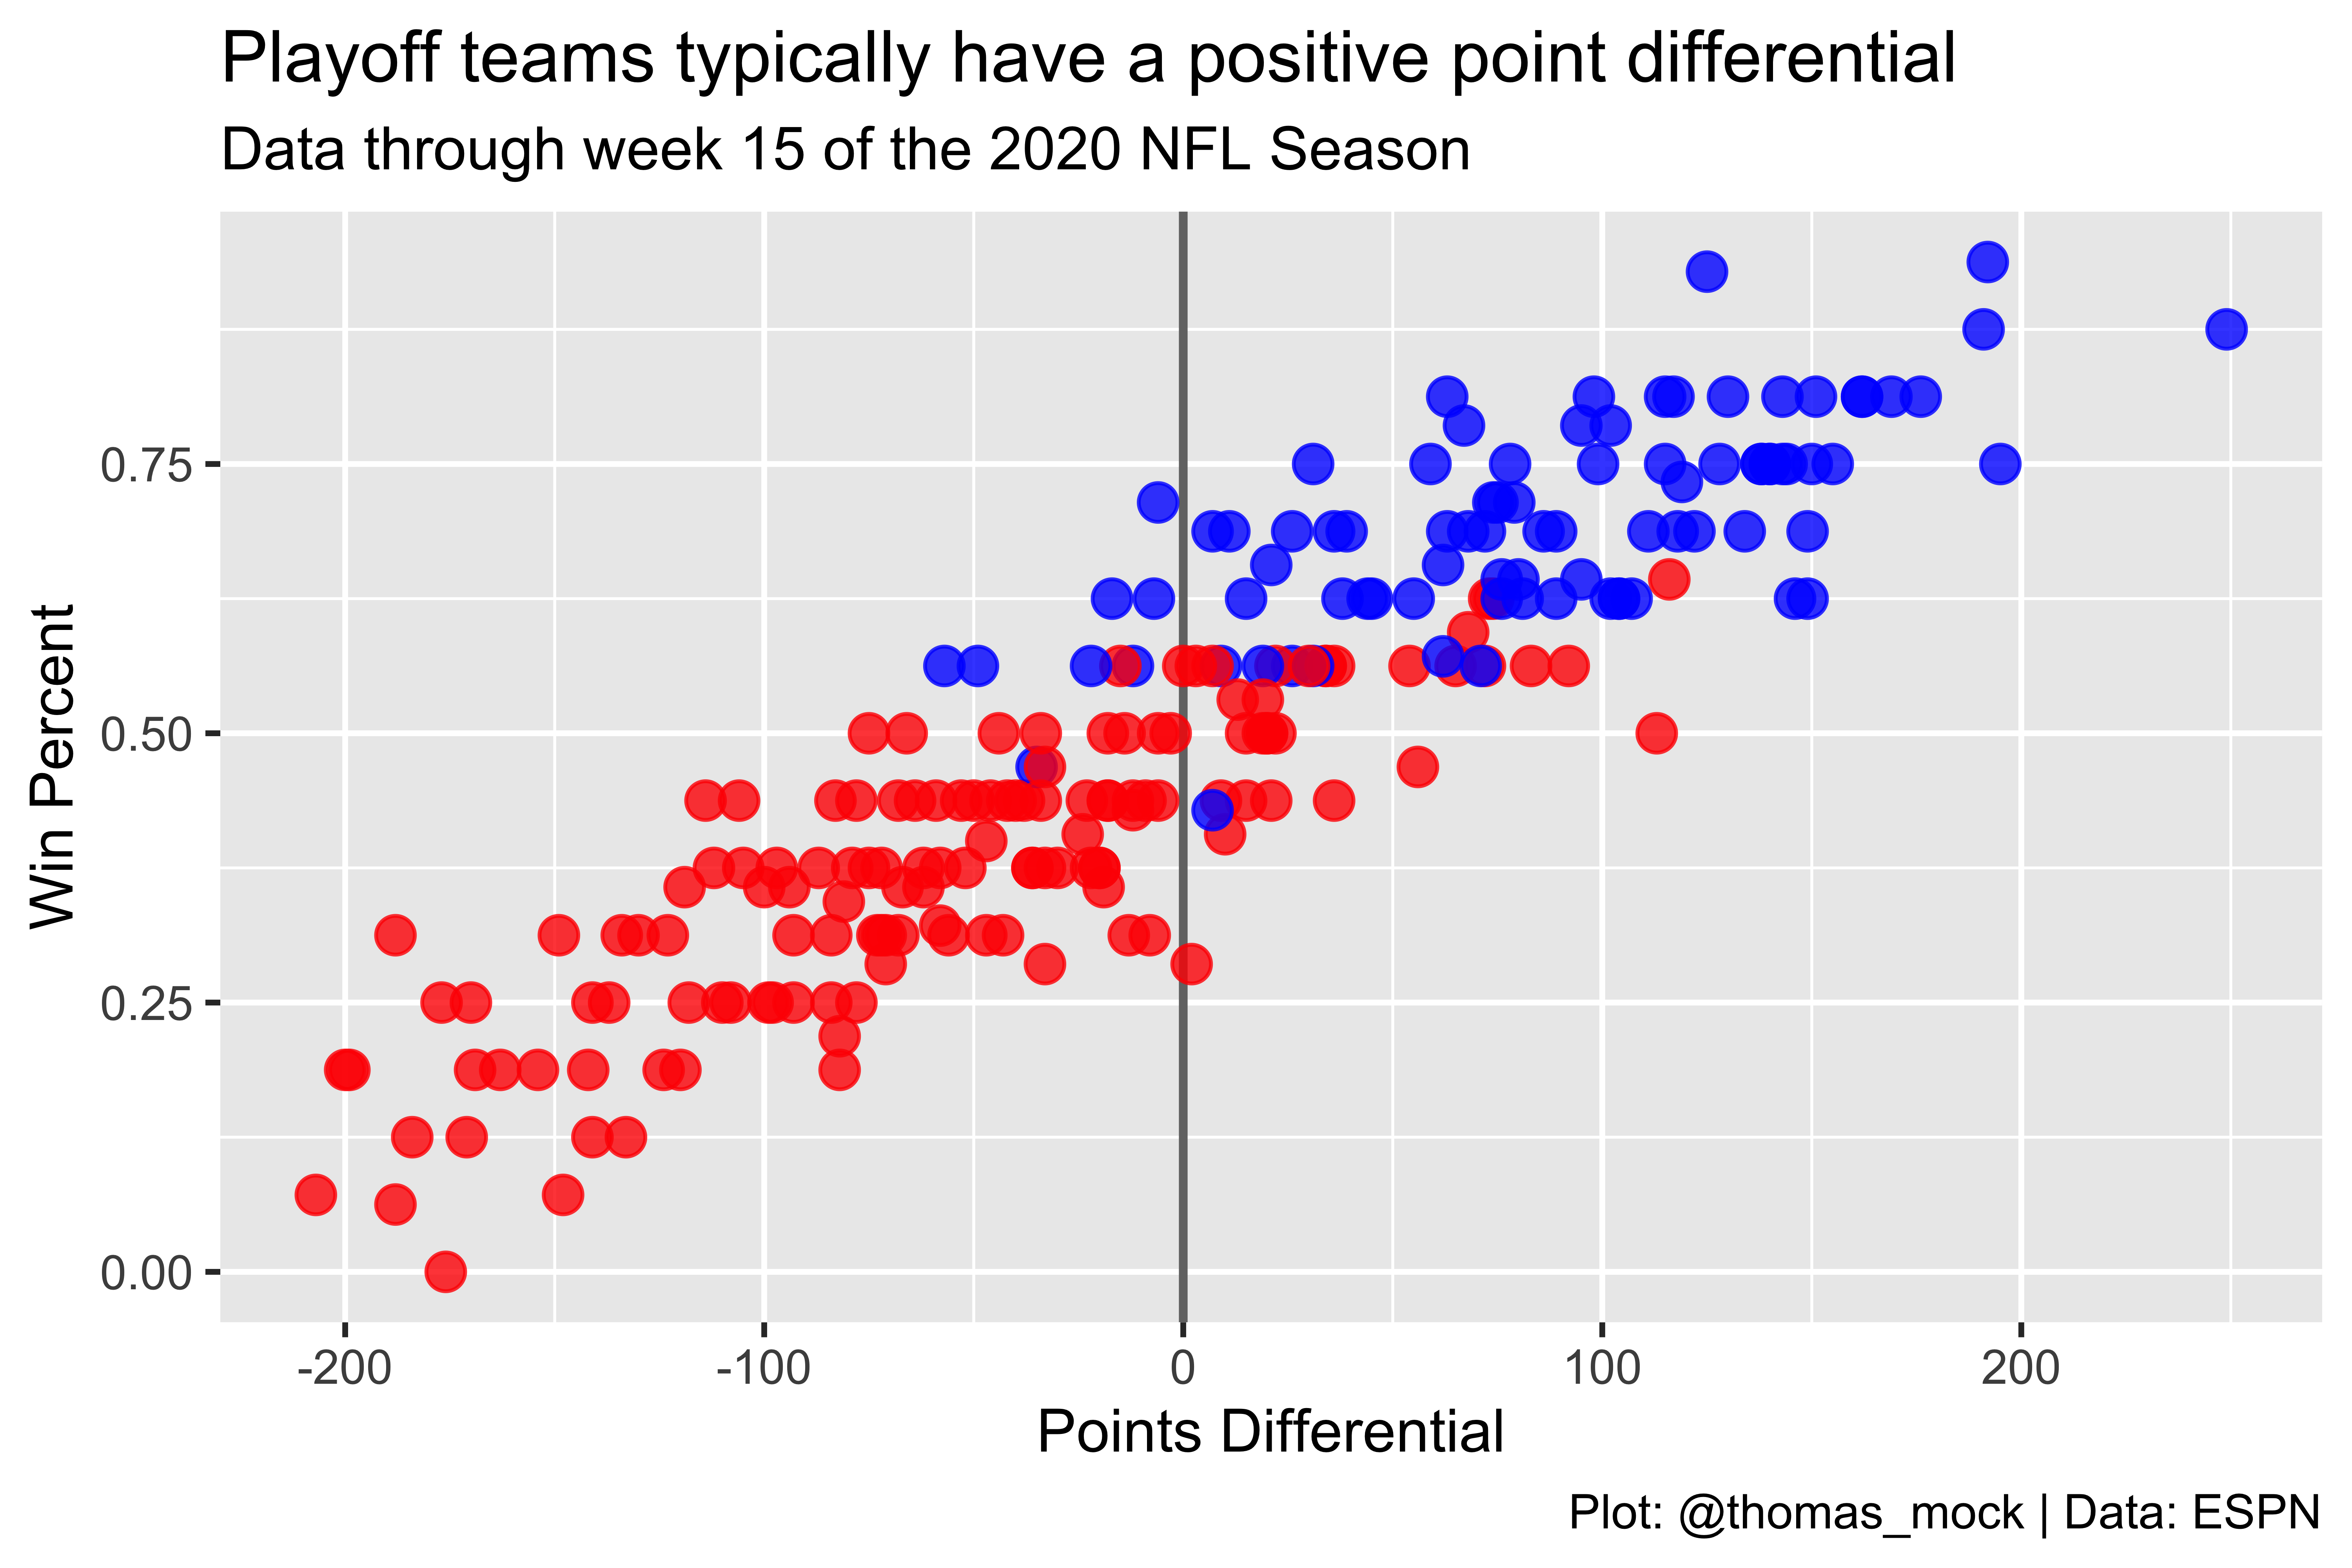 Playoff teams typically have a positive point differential
Data through week 15 of the 2020 NFL Season
Win Percent
0.75
0.50
0.25
0.00
-200
-100
0
100
200
Points Differential
Plot: @thomas_mock | Data: ESPN